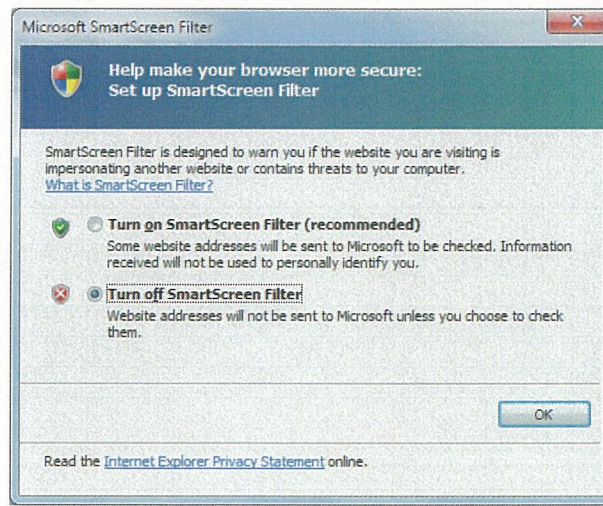 Microsoft SmartScreen Filter
Help make your browser more secure:
Set up SmartScreen Filter
SmartScreen Filter is designed to warn you if the website you are visiting is
impersonating another website or contains threats to your computer.
What is SmartScreen Filter?
Turn on SmartScreen Filter (recommended)
Some website addresses will be sent to Microsoft to be checked. Information
received will not be used to personally identify you.
Turn off SmartScreen Filter
Website addresses will not be sent to Microsoft unless you choose to check
them.
OK
Read the Internet Explorer Privacy Statement online.